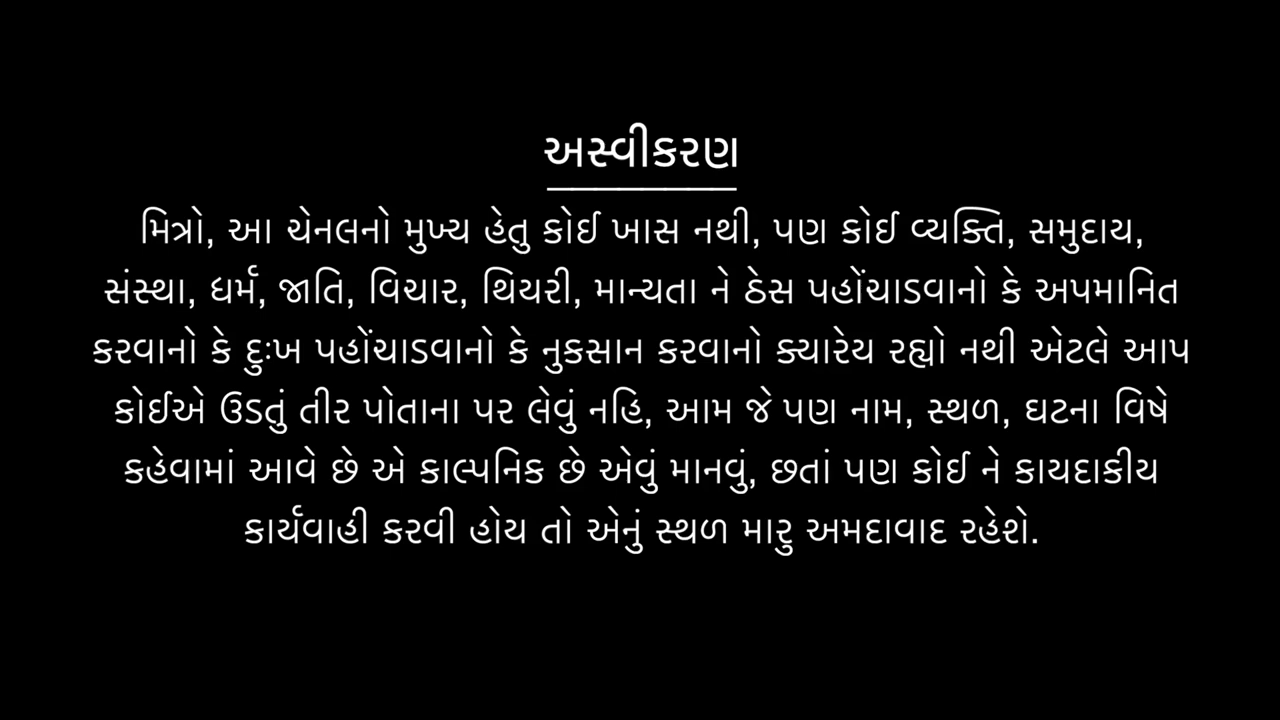 અસ્વીકરણ
મિત્રો, આ ચેનલનો મુખ્ય હેતુ કોઈ ખાસ નથી, પણ કોઈ વ્યક્તિ, સમુદાય,
સંસ્થા, ધર્મ, જાતિ, વિચાર, થિયરી, માન્યતા ને ઠેસ પહોંચાડવાનો કે અપમાનિત
કરવાનો કે દુઃખ પહોંચાડવાનો કે નુકસાન કરવાનો ક્યારેય રહ્યો નથી એટલે આપ
કોઈએ ઉડતું તીર પોતાના પર લેવું નહિ, આમ જે પણ નામ, સ્થળ, ઘટના વિષે
કહેવામાં આવે છે એ કાલ્પનિક છે એવું માનવું, છતાં પણ કોઈ ને કાયદાકીય
કાર્યવાહી કરવી હોય તો એનું સ્થળ મારુ અમદાવાદ રહેશે.